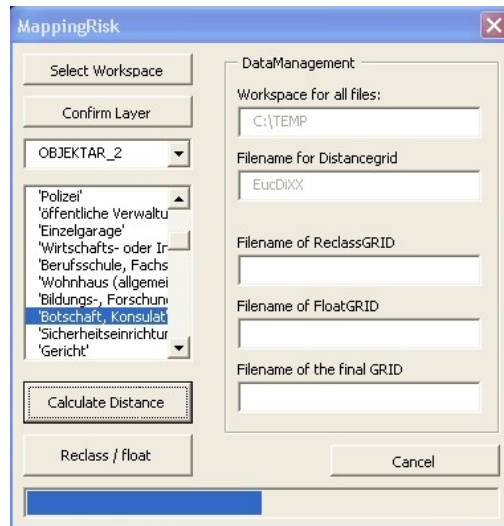 MappingRisk
Select Workspace
Confirm Layer
OBJEKTAR_2
'Polizei'
'öffentliche Verwaltu
'Einzelgarage'
'Wirtschafts- oder Ir
'Berufsschule, Fachs
'Wohnhaus (allgemei
'Bildungs-, Forschun
'Botschaft, Konsulat'
'Sicherheitseinrichtur
'Gericht'
Calculate Distance
Reclass / float
DataManagement
Workspace for all files:
C:\TEMP
Filename for Distancegrid
EucDiXX
Filename of ReclassGRID
Filename of FloatGRID
Filename of the final GRID
Cancel